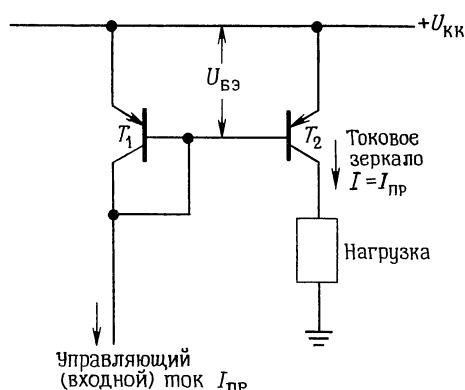 +U_КК
U_БЭ
T_1
T_2
Токовое
зеркало
I = I_ПР
Нагрузка
Управляющий
(входной) ток I_ПР